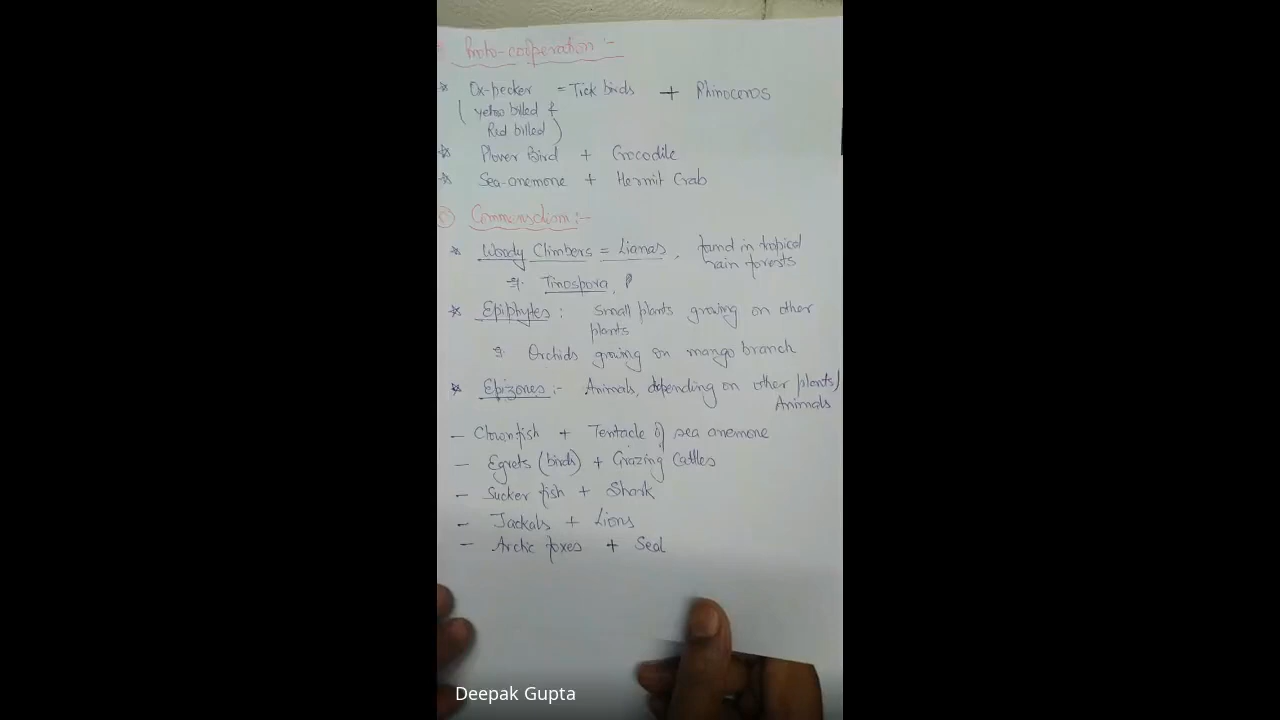 Proto-cooperation :-
* Ox-pecker = Tick birds + Rhinoceros
( Yellow billed &
Red billed )
* Plover Bird + Crocodile
* Sea-anemone + Hermit Crab
Commensalism :-
* Woody Climbers = Lianas, found in tropical
rain forests
Tinospora,
* Epiphytes : Small plants growing on other
plants
Orchids growing on mango branch
* Epizones :- Animals, depending on other plants/
Animals
- Clownfish + Tentacle of sea anemone
- Egrets (birds) + Grazing Cattles
- Sucker fish + Shark
- Jackals + Lions
- Arctic foxes + Seal
Deepak Gupta